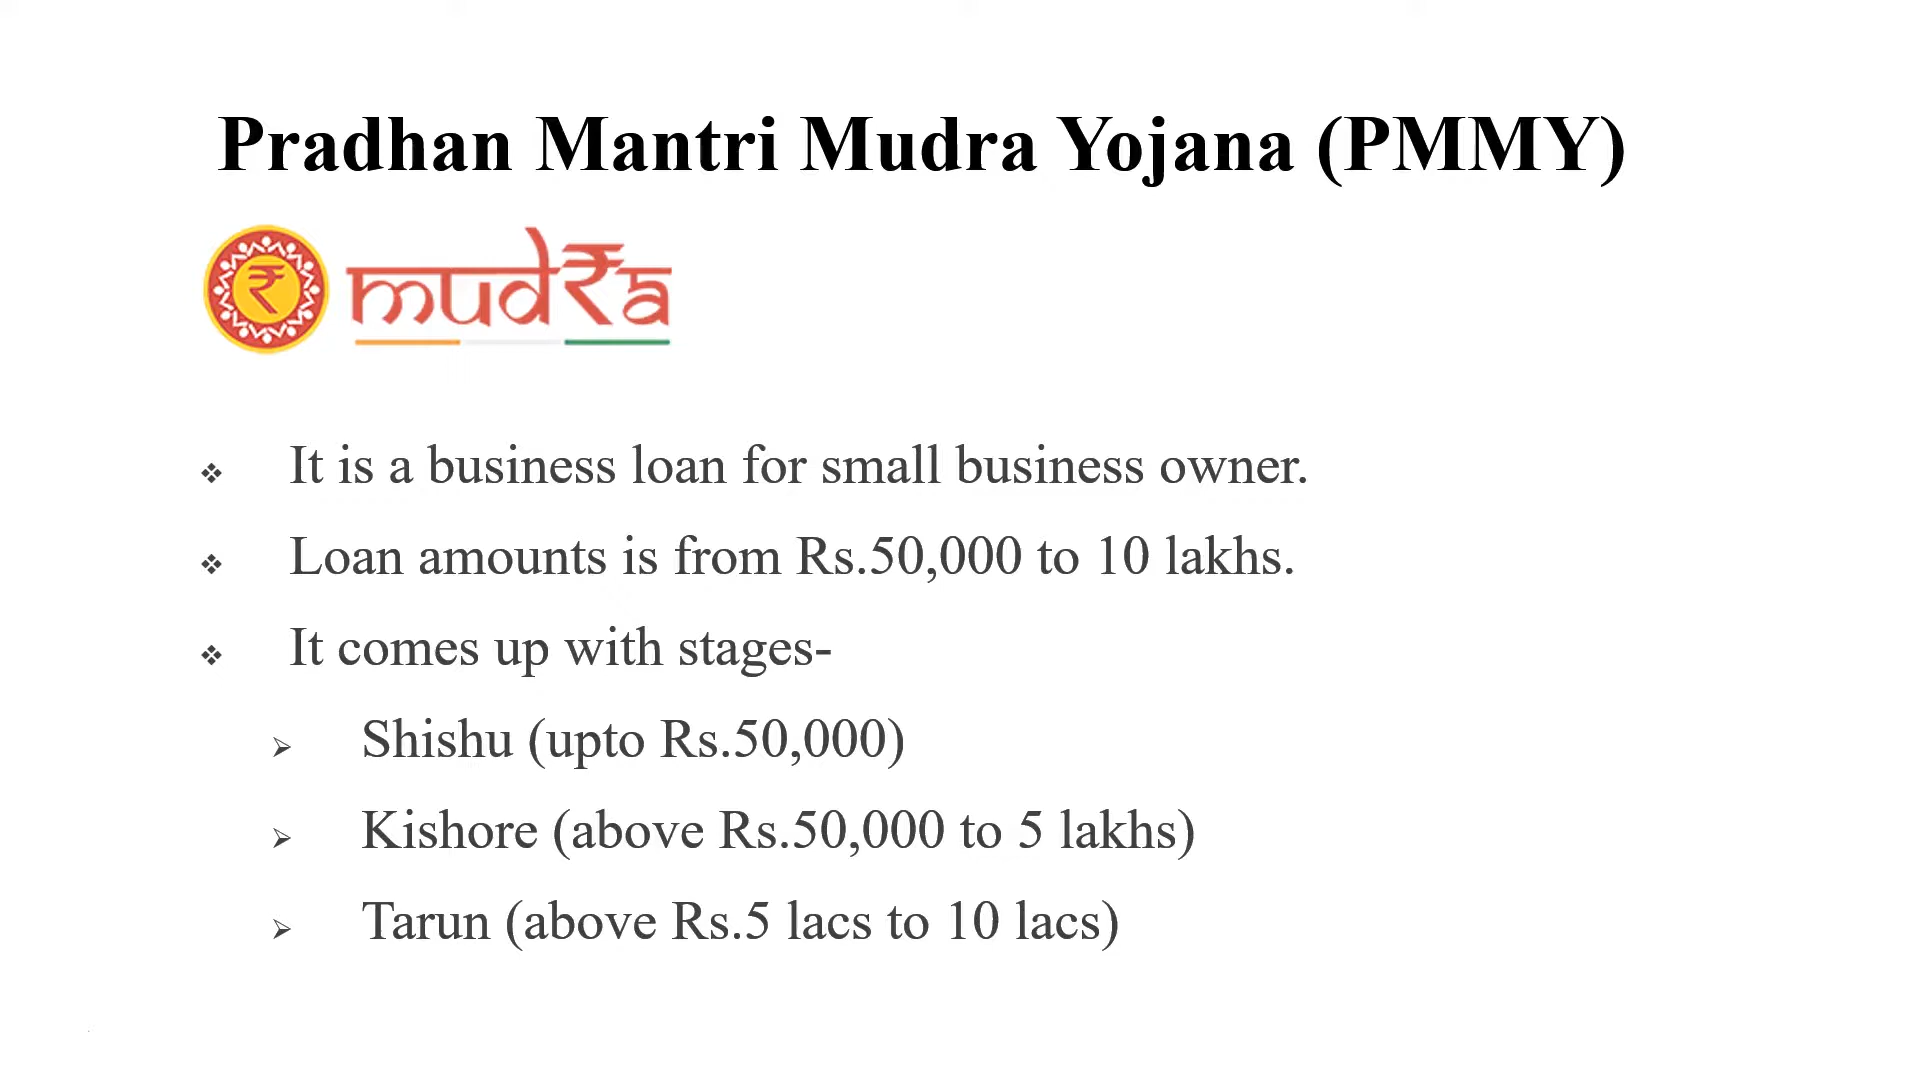 Pradhan Mantri Mudra Yojana (PMMY)
mud₹a
It is a business loan for small business owner.
Loan amounts is from Rs.50,000 to 10 lakhs.
It comes up with stages-
Shishu (upto Rs.50,000)
Kishore (above Rs.50,000 to 5 lakhs)
Tarun (above Rs.5 lacs to 10 lacs)